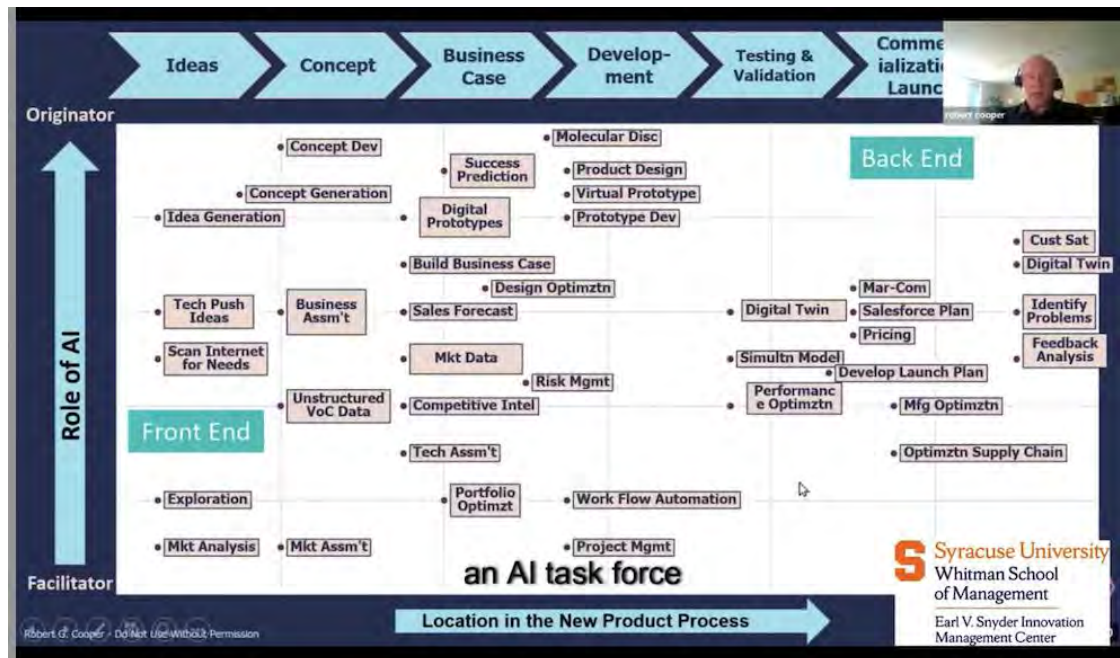 Ideas
Concept
Business
Case
Develop-
ment
Testing &
Validation
Comme
ializatio
Launc
robert cooper
Originator
Role of AI
Facilitator
Back End
Front End
Molecular Disc
Concept Dev
Success
Prediction
Product Design
Concept Generation
Virtual Prototype
Idea Generation
Digital
Prototypes
Prototype Dev
Cust Sat
Build Business Case
Digital Twin
Design Optimztn
Mar-Com
Tech Push
Ideas
Business
Assm't
Sales Forecast
Digital Twin
Salesforce Plan
Identify
Problems
Pricing
Scan Internet
for Needs
Mkt Data
Simultn Model
Feedback
Analysis
Risk Mgmt
Develop Launch Plan
Unstructured
VoC Data
Competitive Intel
Performanc
e Optimztn
Mfg Optimztn
Tech Assm't
Optimztn Supply Chain
Exploration
Portfolio
Optimzt
Work Flow Automation
Mkt Analysis
Mkt Assm't
Project Mgmt
an AI task force
Location in the New Product Process
Robert G. Cooper - Do Not Use Without Permission
S
Syracuse University
Whitman School
of Management
Earl V. Snyder Innovation
Management Center